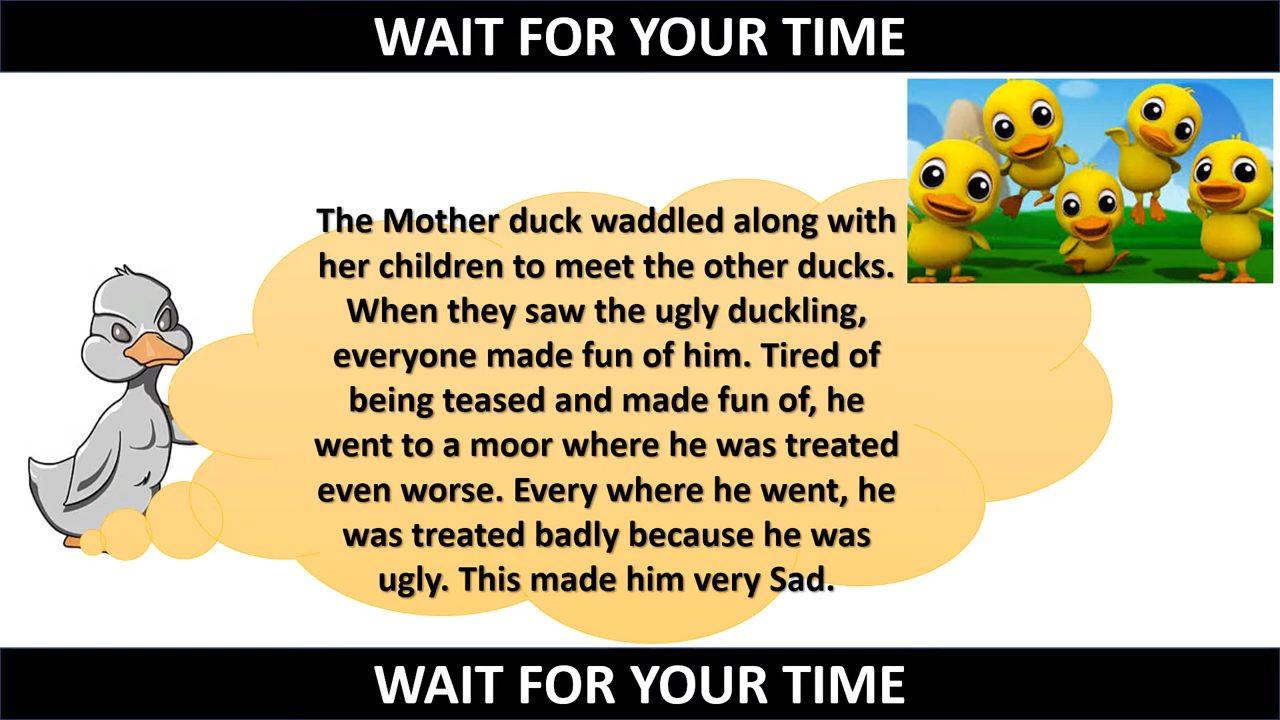 WAIT FOR YOUR TIME
The Mother duck waddled along with
her children to meet the other ducks.
When they saw the ugly duckling,
everyone made fun of him. Tired of
being teased and made fun of, he
went to a moor where he was treated
even worse. Every where he went, he
was treated badly because he was
ugly. This made him very Sad.
WAIT FOR YOUR TIME